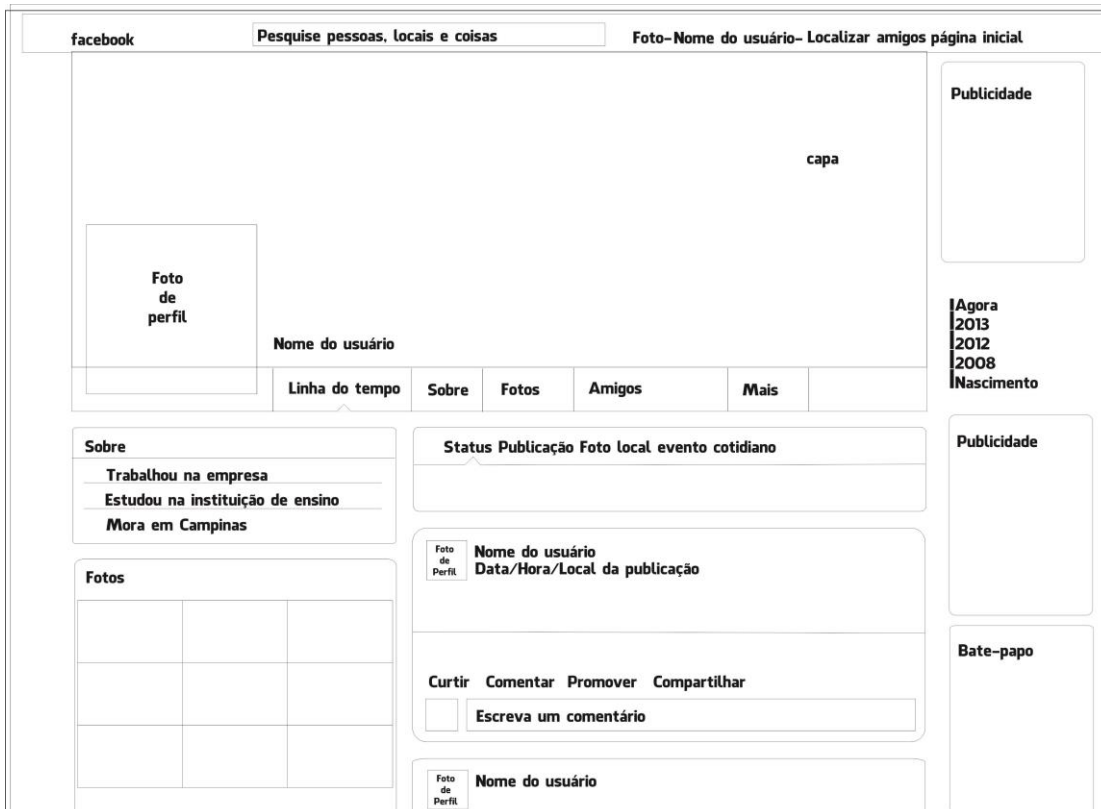 facebook
Pesquise pessoas, locais e coisas
Foto-Nome do usuário- Localizar amigos página inicial
capa
Foto
de
perfil
Nome do usuário
Linha do tempo
Sobre
Fotos
Amigos
Mais
Publicidade
Agora
2013
2012
2008
Nascimento
Sobre
Trabalhou na empresa
Estudou na instituição de ensino
Mora em Campinas
Fotos
Status Publicação Foto local evento cotidiano
Foto
de
Perfil
Nome do usuário
Data/Hora/Local da publicação
Curtir Comentar Promover Compartilhar
Escreva um comentário
Foto
de
Perfil
Nome do usuário
Publicidade
Bate-papo